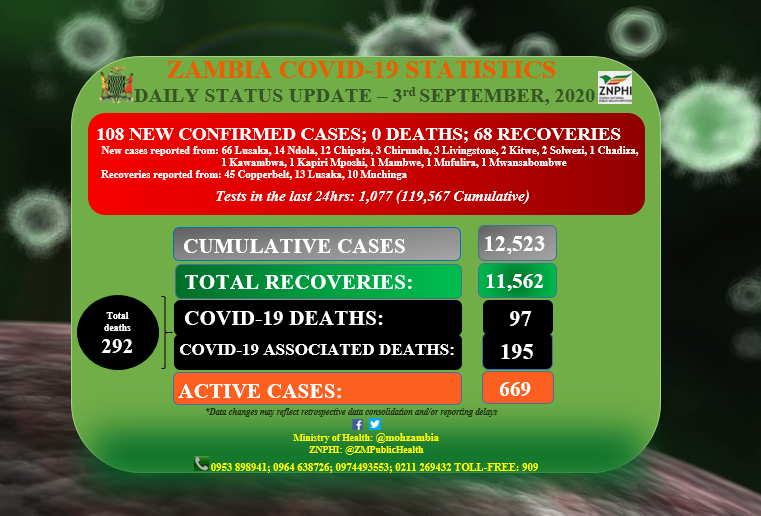 ZAMBIA COVID-19 STATISTICS
DAILY STATUS UPDATE – 3rd SEPTEMBER, 2020
ZNPHI
108 NEW CONFIRMED CASES; 0 DEATHS; 68 RECOVERIES
New cases reported from: 66 Lusaka, 14 Ndola, 12 Chipata, 3 Chirundu, 3 Livingstone, 2 Kitwe, 2 Solwezi, 1 Chadiza,
1 Kawambwa, 1 Kapiri Mposhi, 1 Mambwe, 1 Mufulira, 1 Mwansabombwe
Recoveries reported from: 45 Copperbelt, 13 Lusaka, 10 Muchinga
Tests in the last 24hrs: 1,077 (119,567 Cumulative)
CUMULATIVE CASES 12,523
TOTAL RECOVERIES: 11,562
Total
deaths
292
COVID-19 DEATHS: 97
COVID-19 ASSOCIATED DEATHS: 195
ACTIVE CASES: 669
*Data changes may reflect retrospective data consolidation and/or reporting delays
Ministry of Health: @mohzambia
ZNPHI: @ZMPublicHealth
0953 898941; 0964 638726; 0974493553; 0211 269432 TOLL-FREE: 909